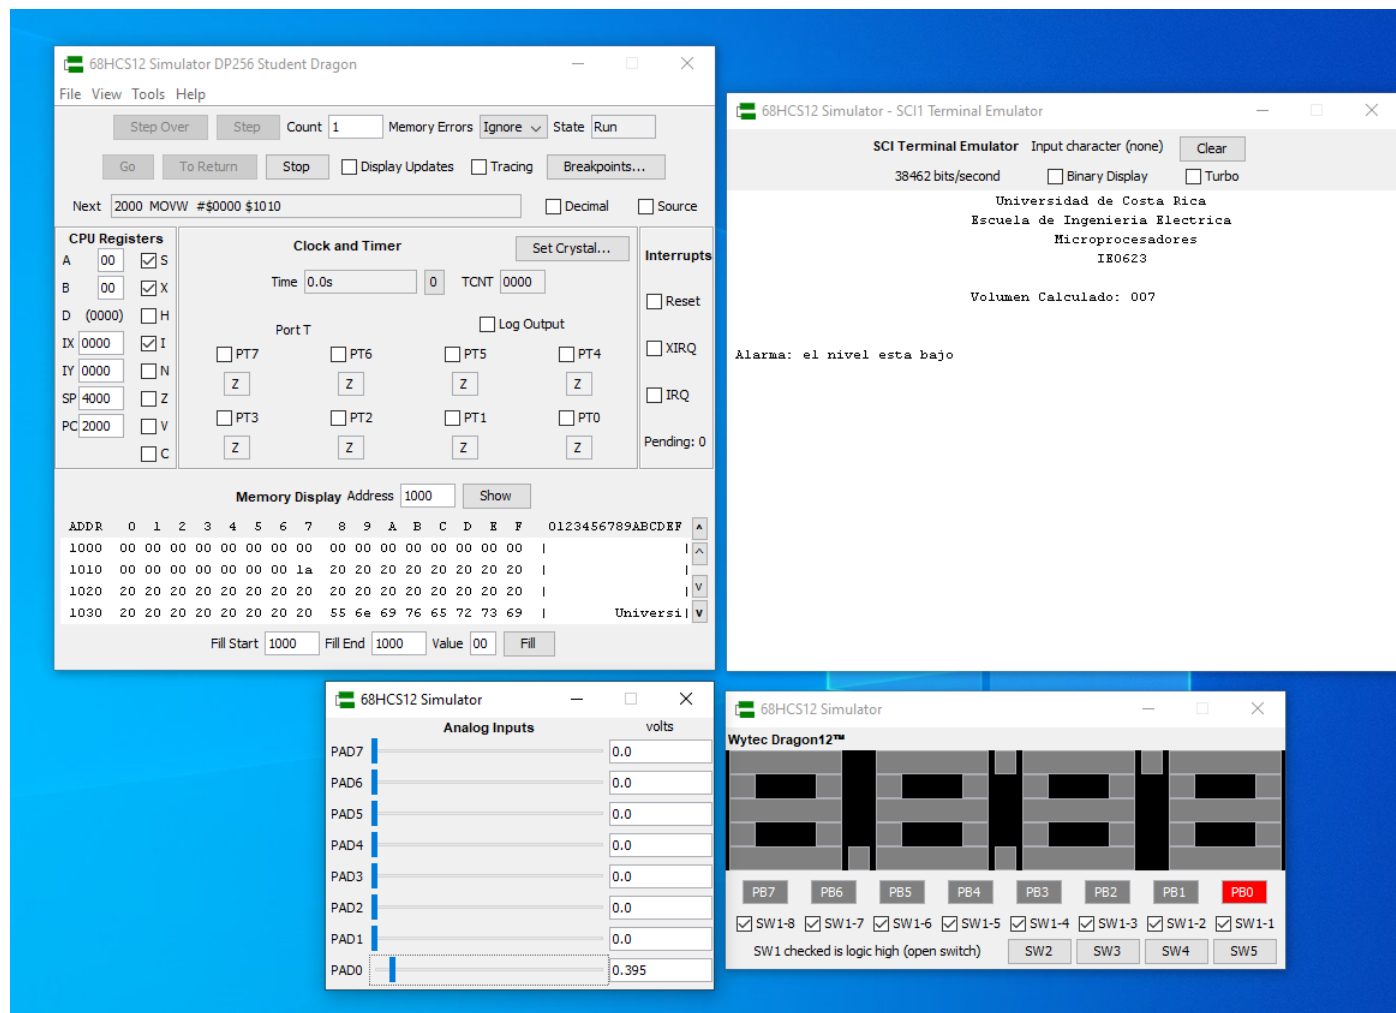 68HCS12 Simulator DP256 Student Dragon
File View Tools Help
Step Over Step Count 1 Memory Errors Ignore State Run
Go To Return Stop Display Updates Tracing Breakpoints...
Next 2000 MOVW #$0000 $1010 Decimal Source
CPU Registers
A 00 S
B 00 X
D (0000) H
IX 0000 I
IY 0000 N
SP 4000 Z
PC 2000 V
C
Clock and Timer Set Crystal...
Time 0.0s 0 TCNT 0000
Port T Log Output
PT7 PT6 PT5 PT4
Z Z Z Z
PT3 PT2 PT1 PT0
Z Z Z Z
Interrupts
Reset
XIRQ
IRQ
Pending: 0
Memory Display Address 1000 Show
ADDR 0 1 2 3 4 5 6 7 8 9 A B C D E F 0123456789ABCDEF
1000 00 00 00 00 00 00 00 00 00 00 00 00 00 00 00 00 | |
1010 00 00 00 00 00 00 00 1a 20 20 20 20 20 20 20 20 | |
1020 20 20 20 20 20 20 20 20 20 20 20 20 20 20 20 20 | |
1030 20 20 20 20 20 20 20 20 55 6e 69 76 65 72 73 69 | Universi|
Fill Start 1000 Fill End 1000 Value 00 Fill
68HCS12 Simulator - SCI1 Terminal Emulator
SCI Terminal Emulator Input character (none) Clear
38462 bits/second Binary Display Turbo
Universidad de Costa Rica
Escuela de Ingenieria Electrica
Microprocesadores
IE0623
Volumen Calculado: 007
Alarma: el nivel esta bajo
68HCS12 Simulator
Analog Inputs volts
PAD7 0.0
PAD6 0.0
PAD5 0.0
PAD4 0.0
PAD3 0.0
PAD2 0.0
PAD1 0.0
PAD0 0.395
68HCS12 Simulator
Wytec Dragon12™
PB7 PB6 PB5 PB4 PB3 PB2 PB1 PB0
SW1-8 SW1-7 SW1-6 SW1-5 SW1-4 SW1-3 SW1-2 SW1-1
SW1 checked is logic high (open switch) SW2 SW3 SW4 SW5